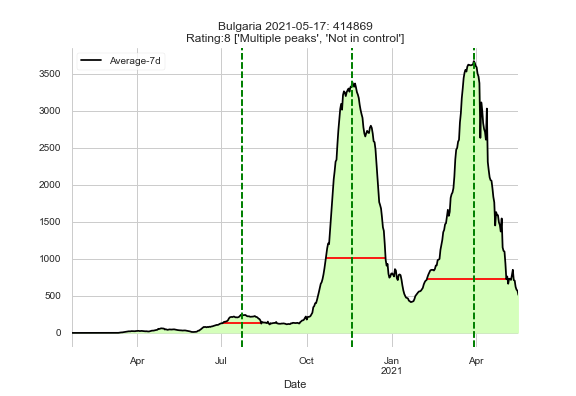 Bulgaria 2021-05-17: 414869
Rating:8 ['Multiple peaks', 'Not in control']
Average-7d
3500
3000
2500
2000
1500
1000
500
0
Apr Jul Oct Jan Apr
2021
Date